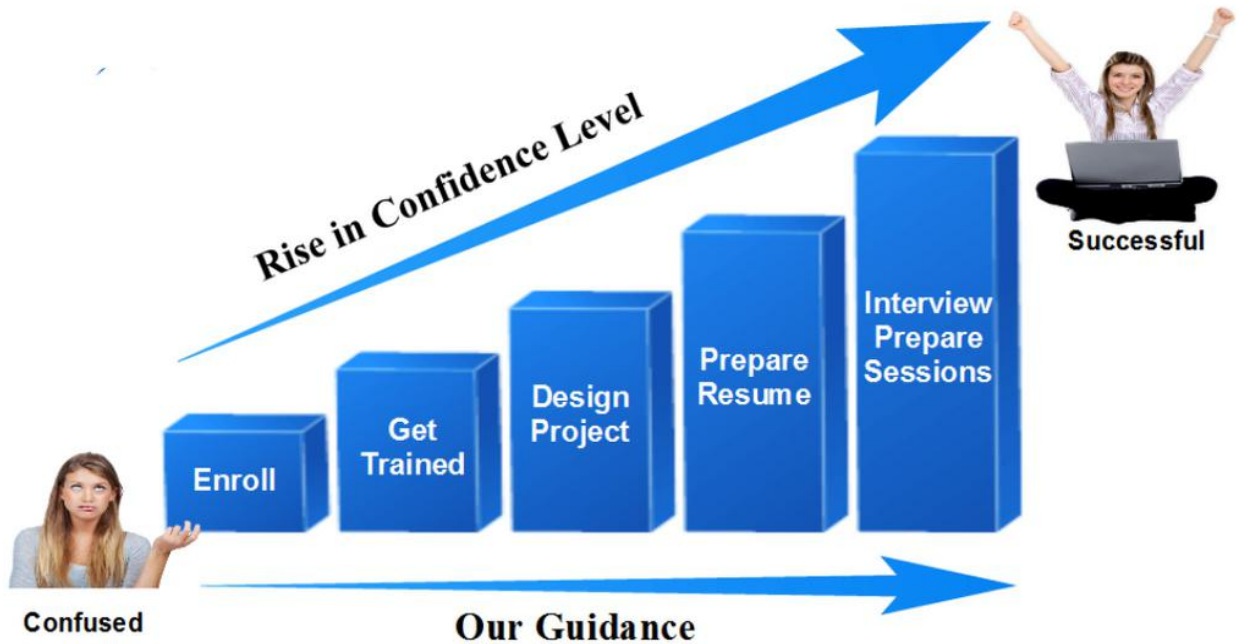 Rise in Confidence Level
Successful
Interview
Prepare
Sessions
Prepare
Resume
Design
Project
Get
Trained
Enroll
Confused
Our Guidance